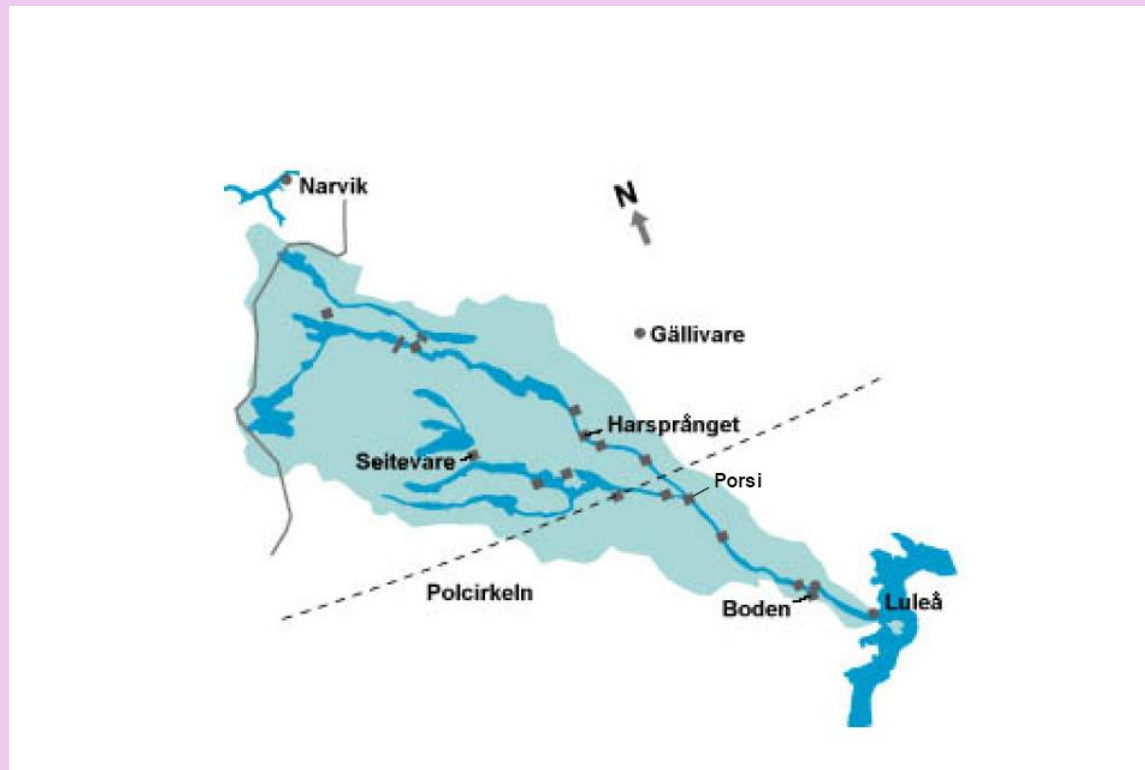 Narvik
N
Gällivare
Harsprånget
Seitevare
Porsi
Polcirkeln
Boden
Luleå